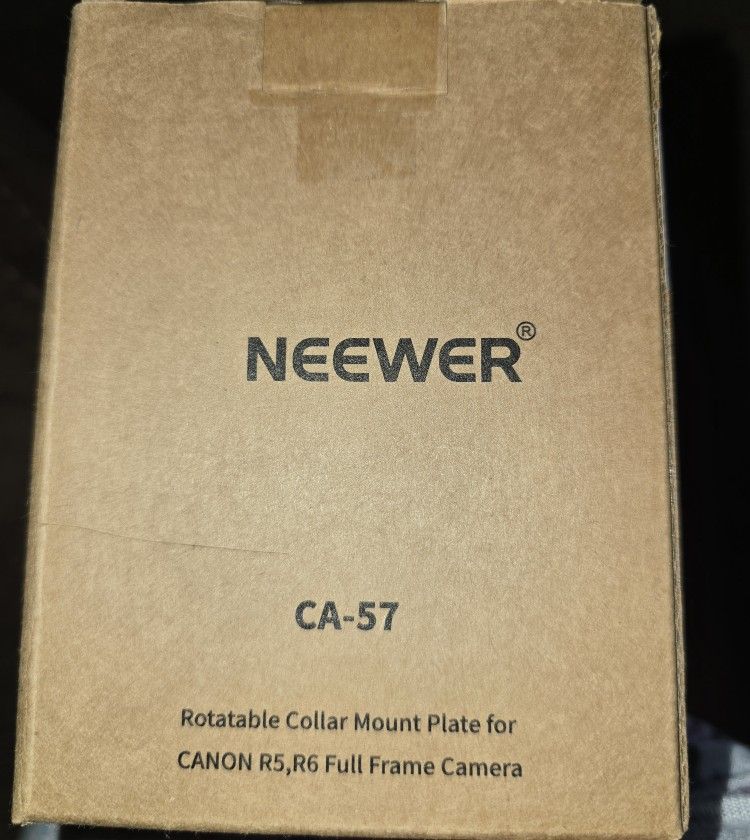 NEEWER®
CA-57
Rotatable Collar Mount Plate for
CANON R5,R6 Full Frame Camera